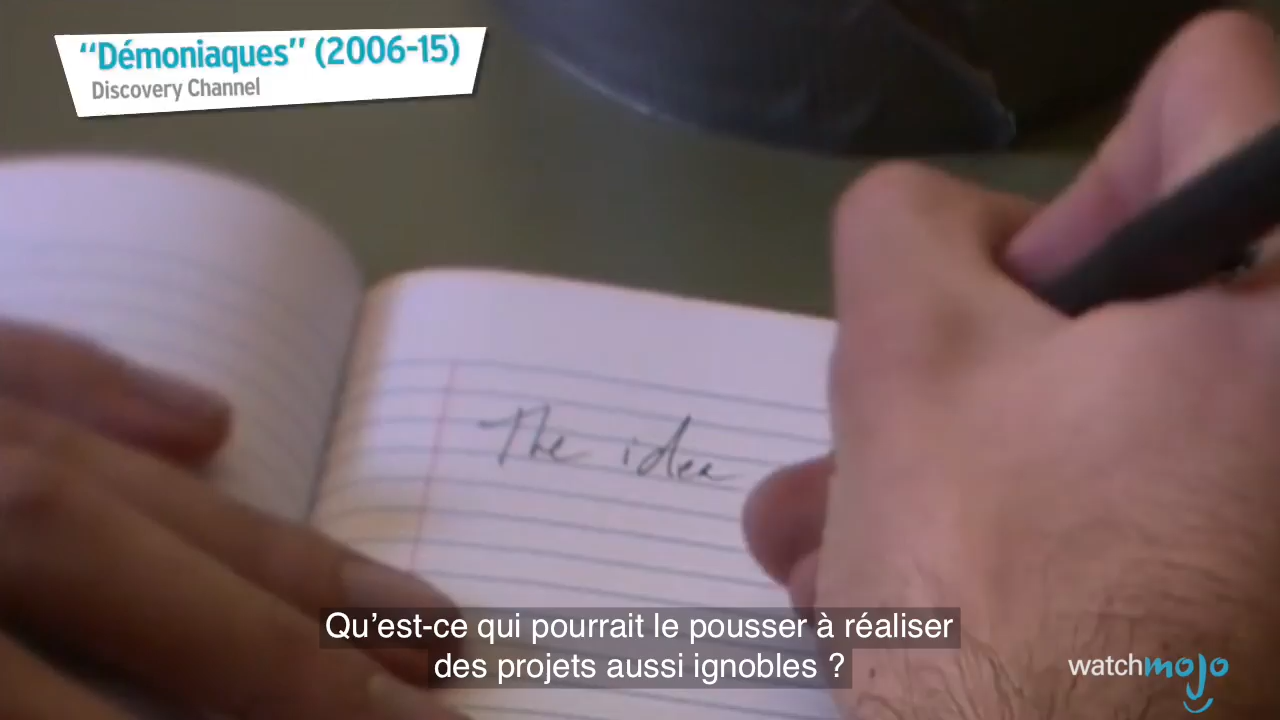 “Démoniaques” (2006-15)
Discovery Channel
The idea
Qu’est-ce qui pourrait le pousser à réaliser
des projets aussi ignobles ?
watchmojo